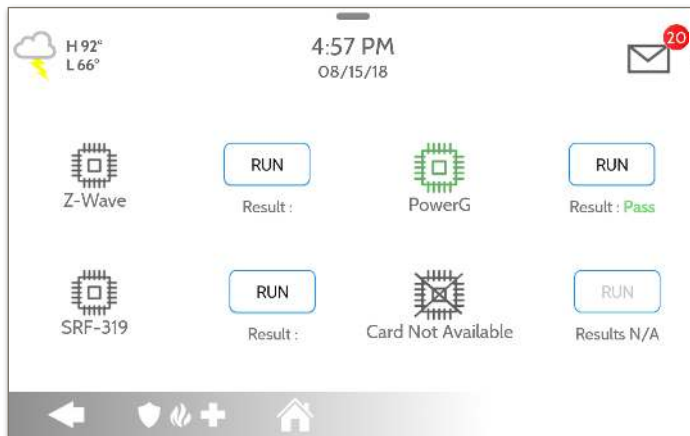 H 92°
L 66°
4:57 PM
08/15/18
20
Z-Wave
RUN
Result :
PowerG
RUN
Result : Pass
SRF-319
RUN
Result :
Card Not Available
RUN
Results N/A